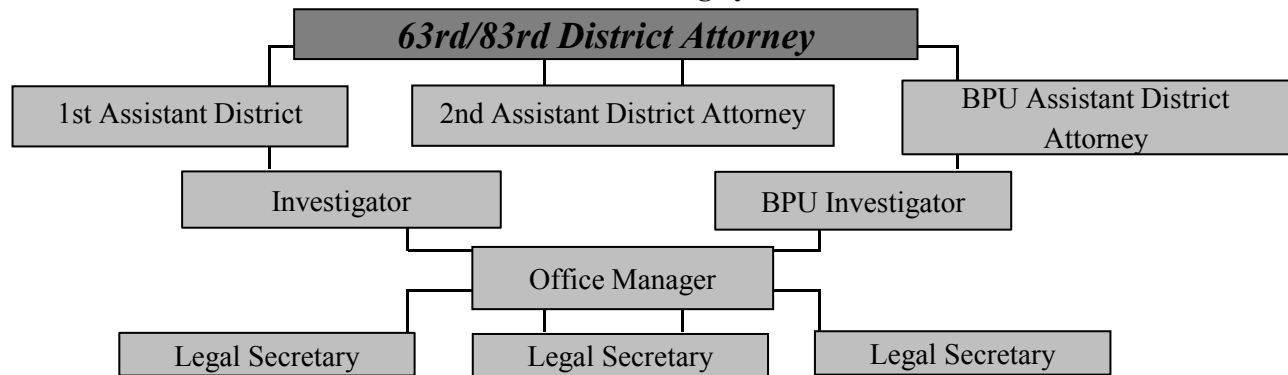 63rd/83rd District Attorney
1st Assistant District
2nd Assistant District Attorney
BPU Assistant District
Attorney
Investigator
BPU Investigator
Office Manager
Legal Secretary
Legal Secretary
Legal Secretary